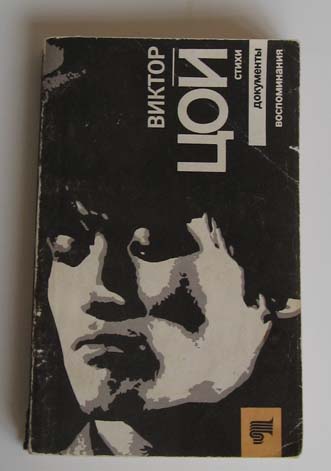 ВИКТОР
ЦОЙ
СТИХИ
ДОКУМЕНТЫ
ВОСПОМИНАНИЯ